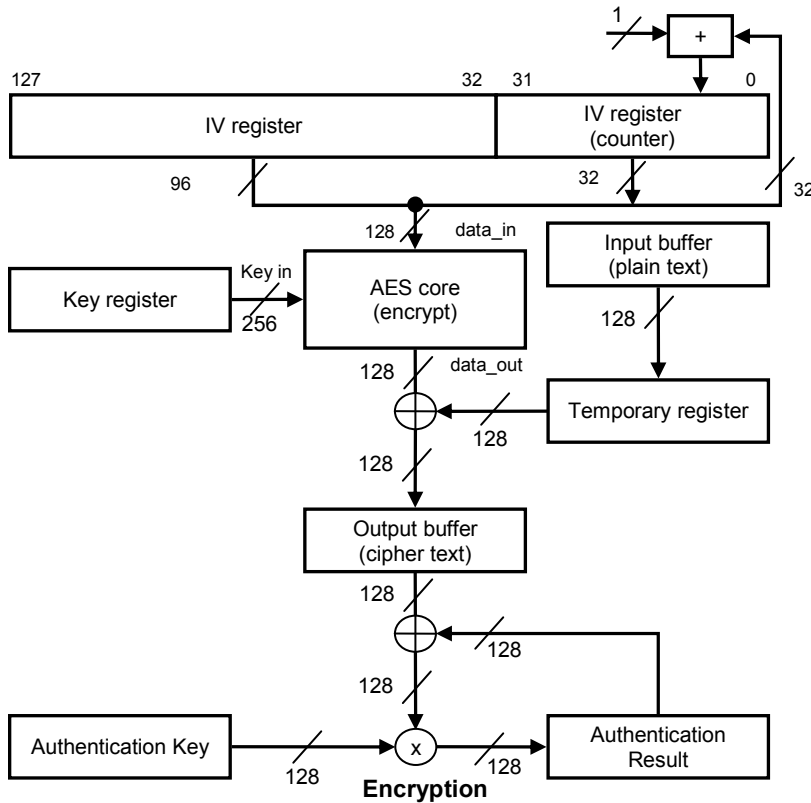 1
+
127
32
31
0
IV register
IV register
(counter)
96
32
32
128
data_in
Input buffer
(plain text)
Key register
Key in
256
AES core
(encrypt)
128
128
data_out
Temporary register
128
128
Output buffer
(cipher text)
128
128
128
Authentication Key
128
x
128
Authentication
Result
Encryption